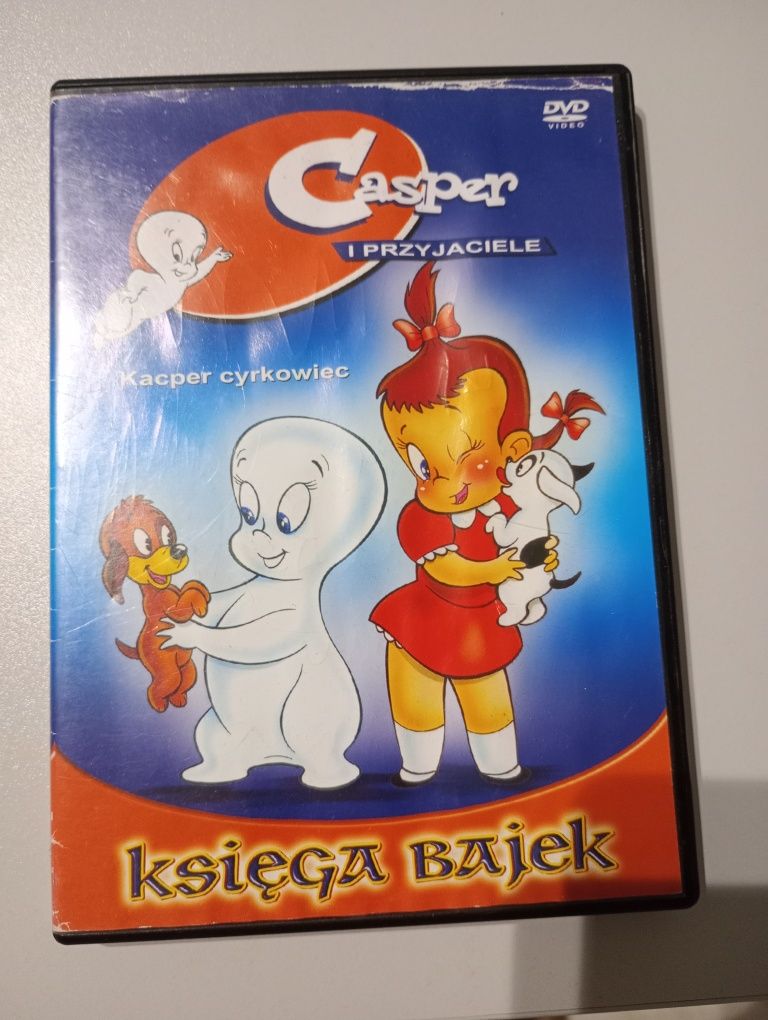 DVD
VIDEO
Casper
I PRZYJACIELE
Kacper cyrkowiec
KSIĘGA BAJEK